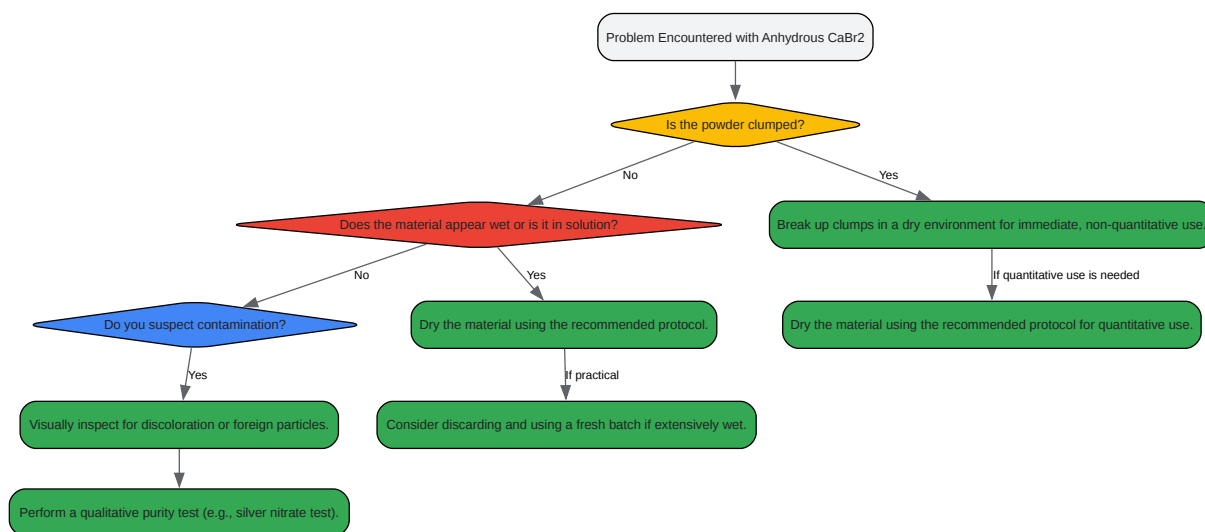 Problem Encountered with Anhydrous CaBr2
Is the powder clumped?
No
Yes
Does the material appear wet or is it in solution?
Break up clumps in a dry environment for immediate, non-quantitative use.
No
Yes
If quantitative use is needed
Do you suspect contamination?
Dry the material using the recommended protocol.
Dry the material using the recommended protocol for quantitative use.
Yes
If practical
Visually inspect for discoloration or foreign particles.
Consider discarding and using a fresh batch if extensively wet.
Perform a qualitative purity test (e.g., silver nitrate test).